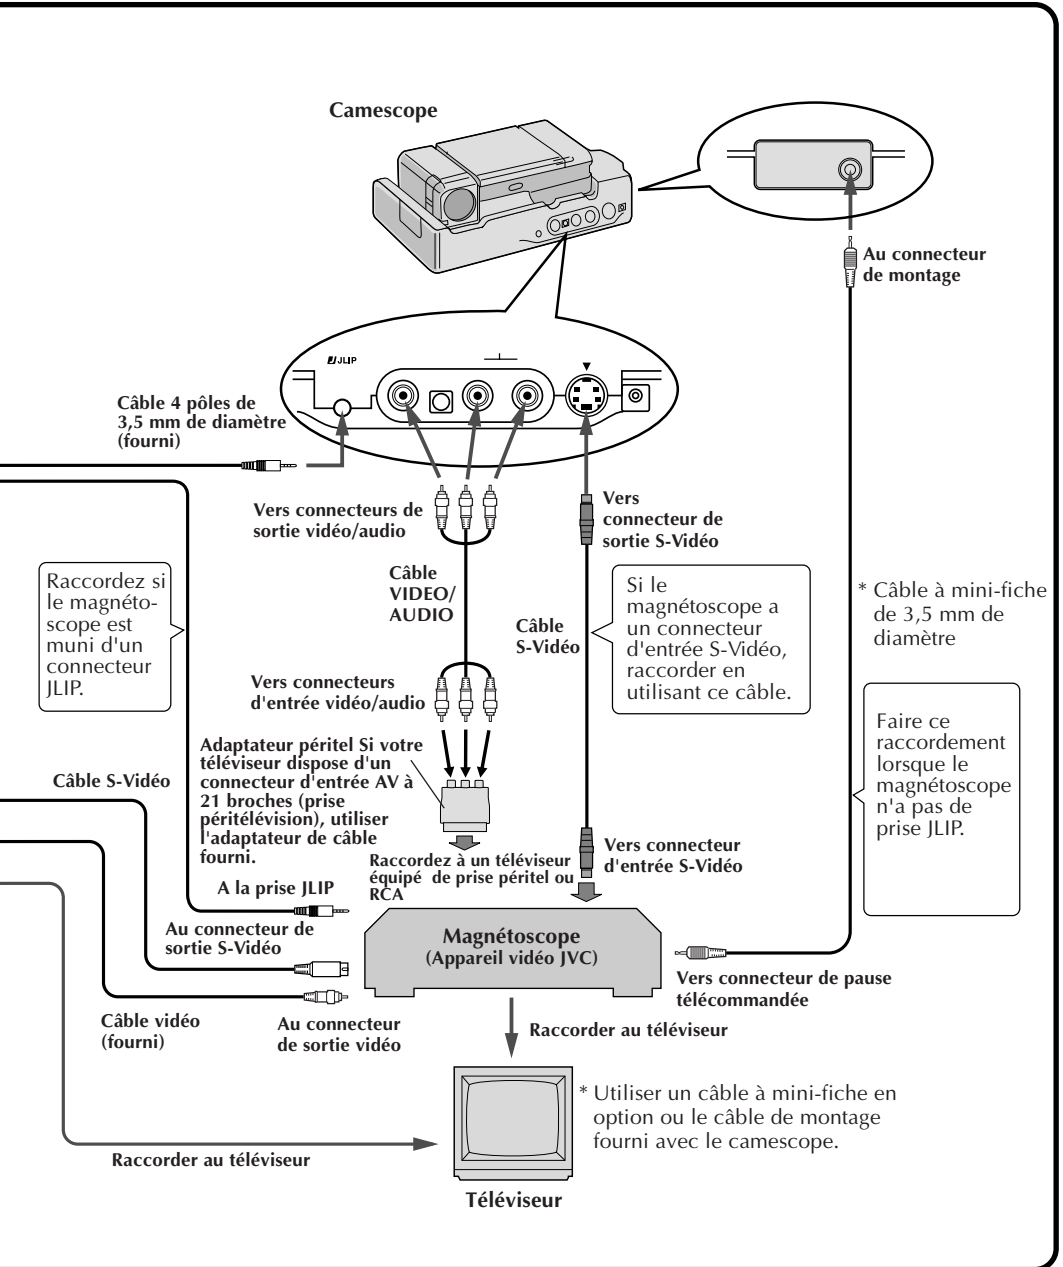 Camescope
Au connecteur
de montage
JLIP
Câble 4 pôles de
3,5 mm de diamètre
(fourni)
Vers connecteurs de
sortie vidéo/audio
Vers
connecteur de
sortie S-Vidéo
Raccordez si
le magnéto-
scope est
muni d'un
connecteur
JLIP.
Câble
VIDEO/
AUDIO
Câble
S-Vidéo
Si le
magnétoscope a
un connecteur
d'entrée S-Vidéo,
raccorder en
utilisant ce câble.
* Câble à mini-fiche
de 3,5 mm de
diamètre
Vers connecteurs
d'entrée vidéo/audio
Faire ce
raccordement
lorsque le
magnétoscope
n'a pas de
prise JLIP.
Adaptateur péritel Si votre
téléviseur dispose d'un
connecteur d'entrée AV à
21 broches (prise
péritélévision), utiliser
l'adaptateur de câble
fourni.
Câble S-Vidéo
Raccordez à un téléviseur
équipé de prise péritel ou
RCA
Vers connecteur
d'entrée S-Vidéo
A la prise JLIP
Au connecteur de
sortie S-Vidéo
Magnétoscope
(Appareil vidéo JVC)
Vers connecteur de pause
télécommandée
Câble vidéo
(fourni)
Au connecteur
de sortie vidéo
Raccorder au téléviseur
* Utiliser un câble à mini-fiche en
option ou le câble de montage
fourni avec le camescope.
Raccorder au téléviseur
Téléviseur